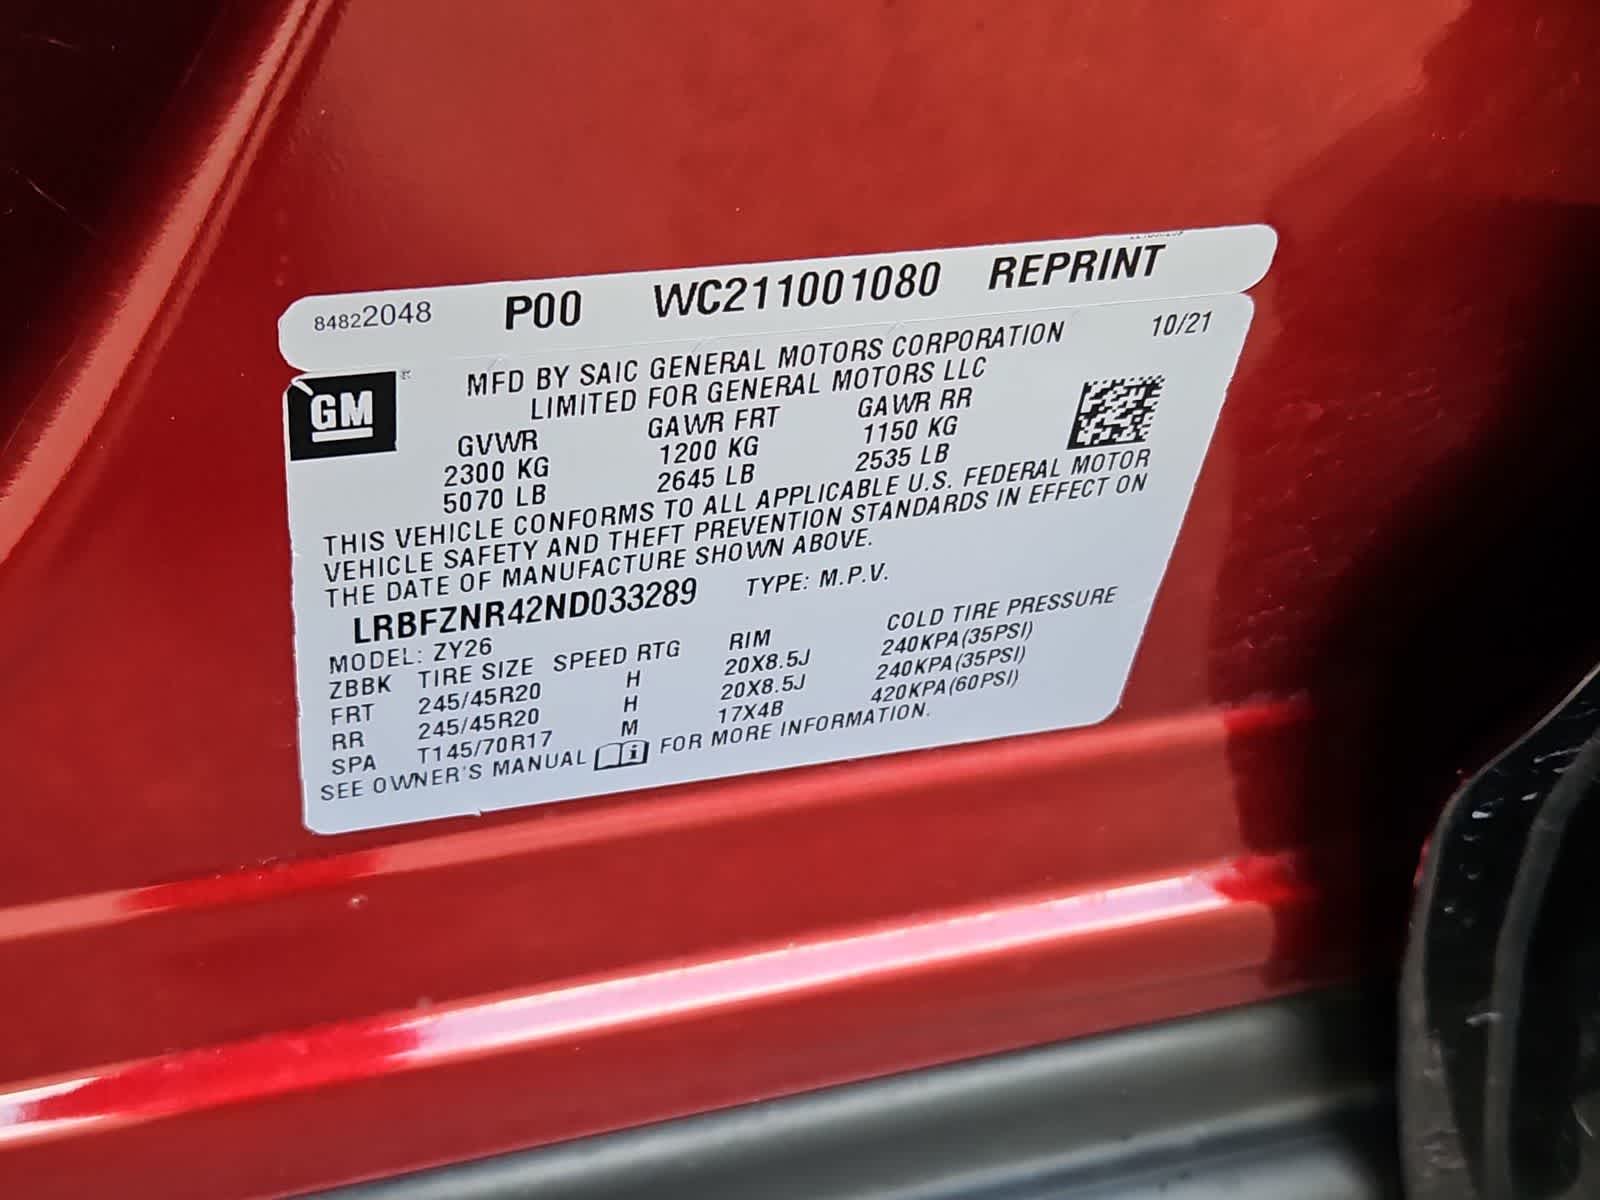 84822048 P00 WC211001080 REPRINT
10/21
GM
MFD BY SAIC GENERAL MOTORS CORPORATION
LIMITED FOR GENERAL MOTORS LLC
GVWR GAWR FRT GAWR RR
2300 KG 1200 KG 1150 KG
5070 LB 2645 LB 2535 LB
THIS VEHICLE CONFORMS TO ALL APPLICABLE U.S. FEDERAL MOTOR
VEHICLE SAFETY AND THEFT PREVENTION STANDARDS IN EFFECT ON
THE DATE OF MANUFACTURE SHOWN ABOVE.
LRBFZNR42ND033289 TYPE: M.P.V.
MODEL: ZY26
ZBBK TIRE SIZE SPEED RTG RIM COLD TIRE PRESSURE
FRT 245/45R20 H 20X8.5J 240KPA(35PSI)
RR 245/45R20 H 20X8.5J 240KPA(35PSI)
SPA T145/70R17 M 17X4B 420KPA(60PSI)
SEE OWNER'S MANUAL i FOR MORE INFORMATION.